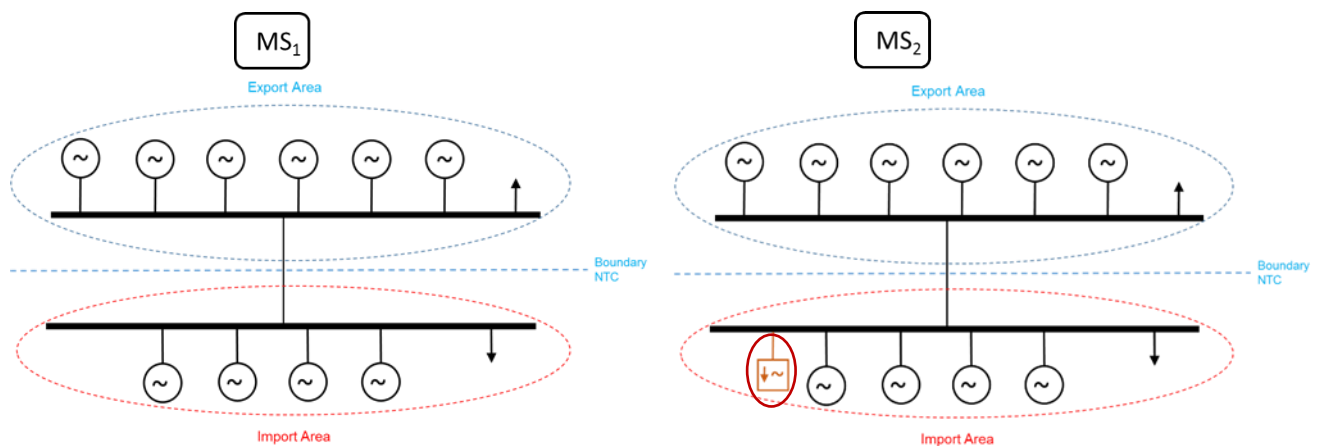 MS₁
Export Area
Boundary
NTC
Import Area
MS₂
Export Area
Boundary
NTC
Import Area